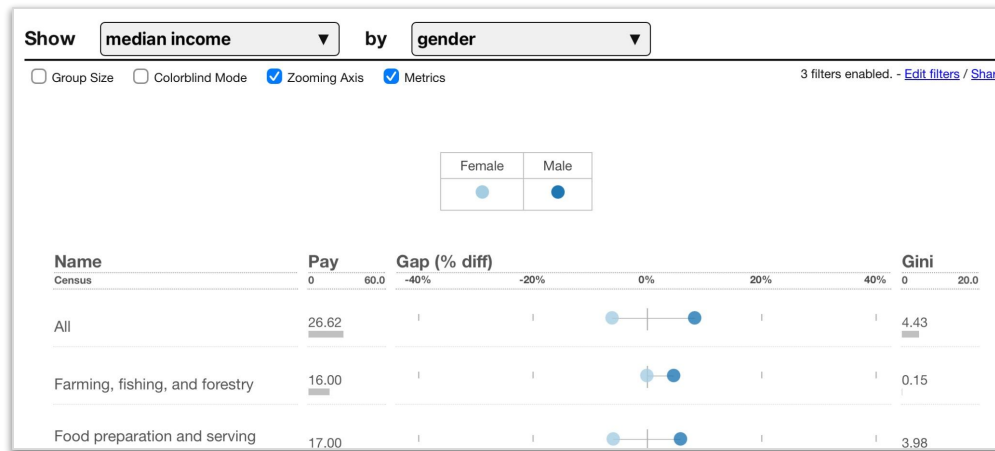 Show median income ▼ by gender ▼
Group Size Colorblind Mode Zooming Axis Metrics 3 filters enabled. - Edit filters /
Female Male
Name Pay Gap (% diff) Gini
Census 0 60.0 -40% -20% 0% 20% 40% 0 20.0
All 26.62 4.43
Farming, fishing, and forestry 16.00 0.15
Food preparation and serving 17.00 3.98